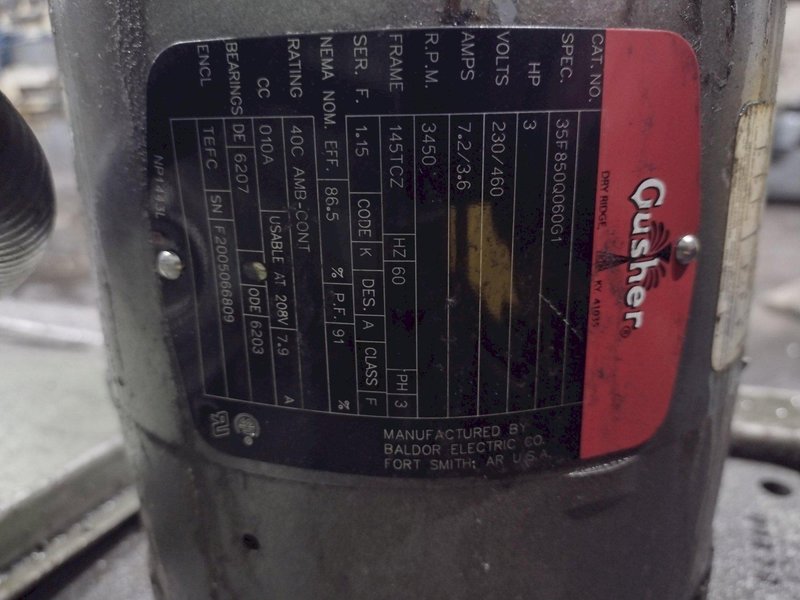 Gusher®
DRY RIDGE, KY 41035
CAT. NO.
SPEC. 35F850Q060G1
HP 3
VOLTS 230/460
AMPS 7.2/3.6
R.P.M. 3450
FRAME 145TCZ HZ 60 PH 3
SER. F. 1.15 CODE K DES. A CLASS F
NEMA NOM. EFF. 86.5 % P.F. 91 %
RATING 40C AMB-CONT
CC 010A USABLE AT 208V 7.9 A
BEARINGS DE 6207 ODE 6203
ENCL TEFC SN F2005066809
NP1443L
MANUFACTURED BY
BALDOR ELECTRIC CO.
FORT SMITH, AR U.S.A.